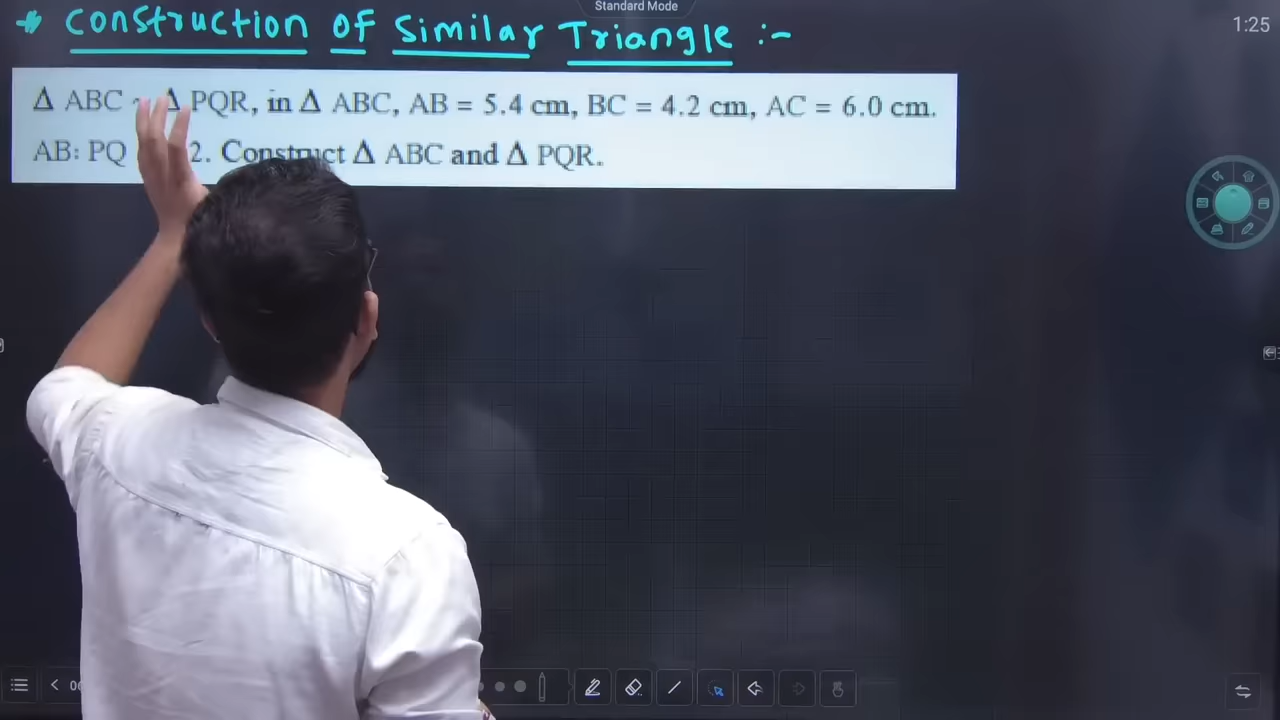 Standard Mode
1:25
* Construction of Similar Triangle :-
Δ ABC ~ Δ PQR, in Δ ABC, AB = 5.4 cm, BC = 4.2 cm, AC = 6.0 cm.
AB: PQ 2. Construct Δ ABC and Δ PQR.